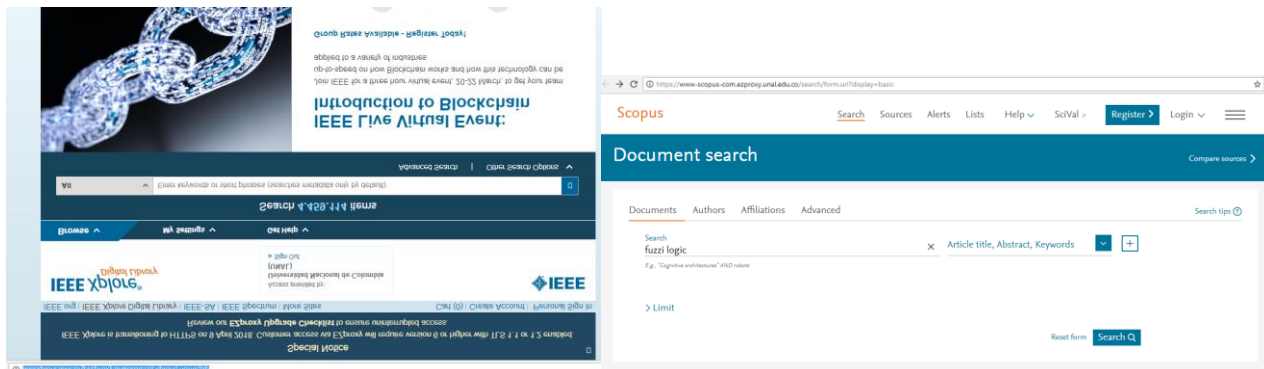 Special Notice
IEEE Xplore is transitioning to HTTPS on 9 April 2018. Customer access via EZproxy will require version 6 or higher with TLS 1.1 or 1.2 enabled.
Review our EZproxy Upgrade Checklist to ensure uninterrupted access.
IEEE.org | IEEE Xplore Digital Library | IEEE-SA | IEEE Spectrum | More Sites
Cart (0) | Create Account | Personal Sign In
IEEE Xplore®
Digital Library
Access provided by:
Universidad Nacional de Colombia
(UNAL)
» Sign Out
IEEE
Browse
My Settings
Get Help
Search 4,459,114 items
All
Enter keywords or short phrases (searches metadata only by default)
Advanced Search | Other Search Options
IEEE Live Virtual Event:
Introduction to Blockchain
Join IEEE for a three hour virtual event, 20-22 March, to get your team
up-to-speed on how Blockchain works and how this technology can be
applied to a variety of industries.
Group Rates Available - Register Today!
https://www-scopus-com.ezproxy.unal.edu.co/search/form.uri?display=basic
Scopus
Search Sources Alerts Lists Help SciVal Register Login
Document search
Compare sources
Documents Authors Affiliations Advanced
Search tips
Search
fuzzi logic
Article title, Abstract, Keywords
E.g., "Cognitive architectures" AND robots
Limit
Reset form Search